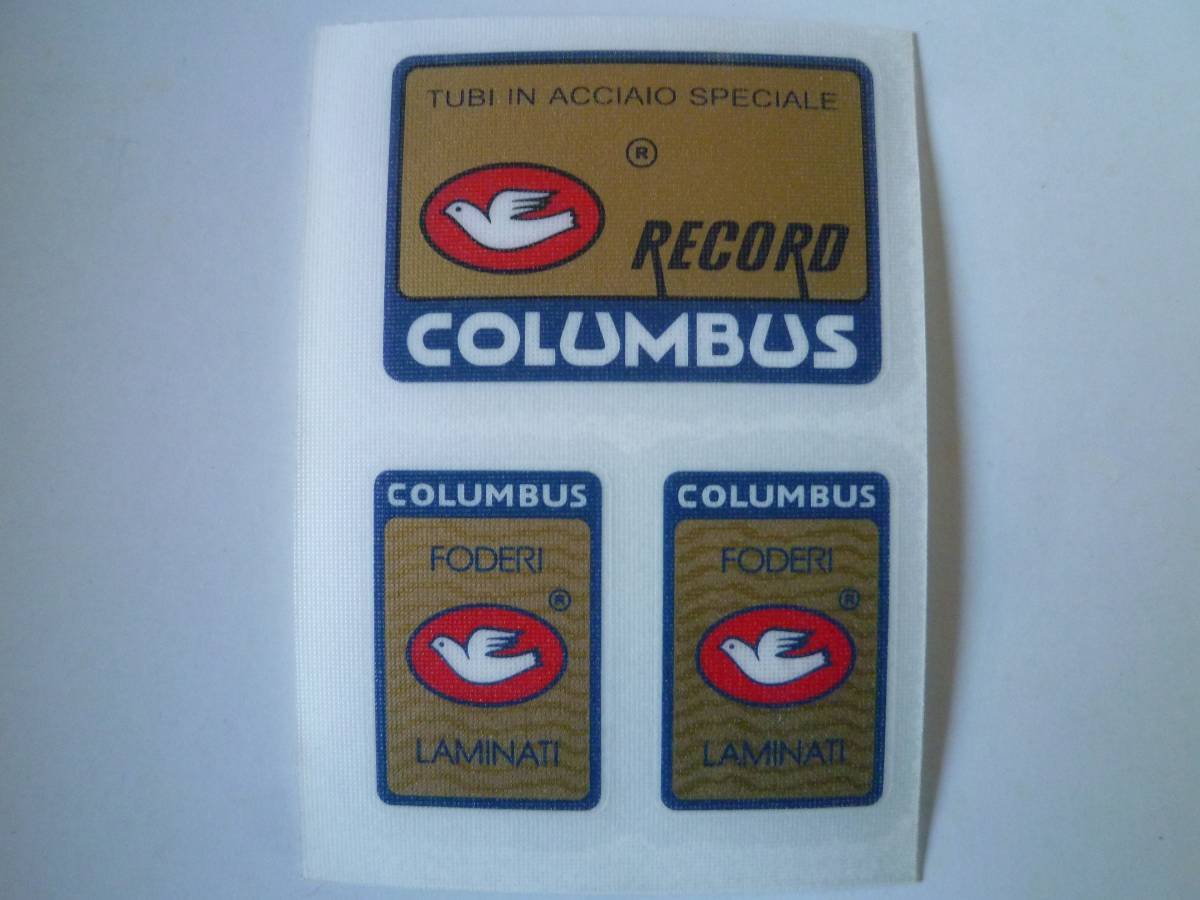 TUBI IN ACCIAIO SPECIALE
®
RECORD
COLUMBUS
COLUMBUS
FODERI
®
LAMINATI
COLUMBUS
FODERI
®
LAMINATI